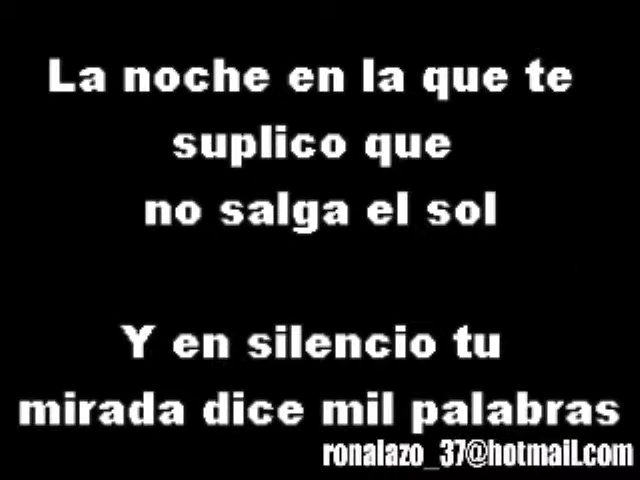 La noche en la que te
suplico que
no salga el sol
Y en silencio tu
mirada dice mil palabras
ronalazo_37@hotmail.com